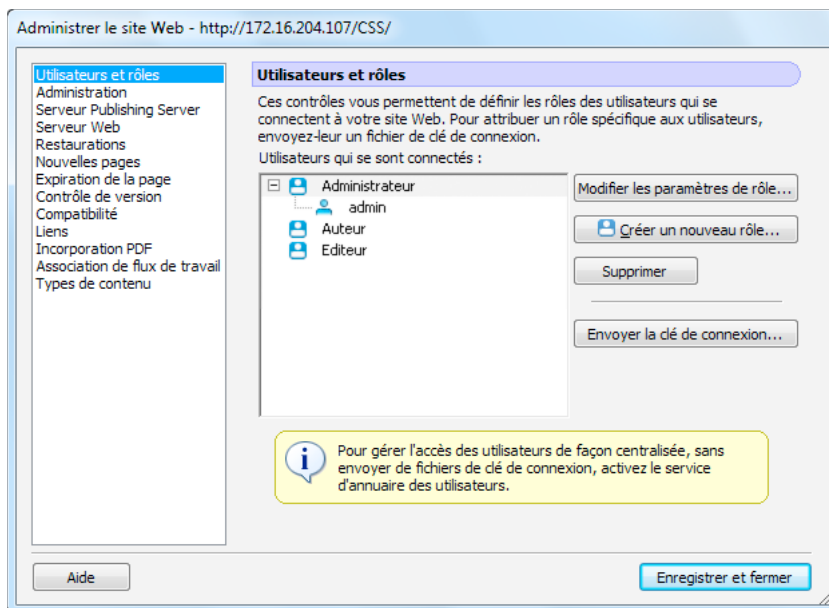 Administrer le site Web - http://172.16.204.107/CSS/
Utilisateurs et rôles
Administration
Serveur Publishing Server
Serveur Web
Restaurations
Nouvelles pages
Expiration de la page
Contrôle de version
Compatibilité
Liens
Incorporation PDF
Association de flux de travail
Types de contenu
Utilisateurs et rôles
Ces contrôles vous permettent de définir les rôles des utilisateurs qui se
connectent à votre site Web. Pour attribuer un rôle spécifique aux utilisateurs,
envoyez-leur un fichier de clé de connexion.
Utilisateurs qui se sont connectés :
Administrateur
admin
Auteur
Editeur
Modifier les paramètres de rôle...
Créer un nouveau rôle...
Supprimer
Envoyer la clé de connexion...
Pour gérer l'accès des utilisateurs de façon centralisée, sans
envoyer de fichiers de clé de connexion, activez le service
d'annuaire des utilisateurs.
Aide
Enregistrer et fermer